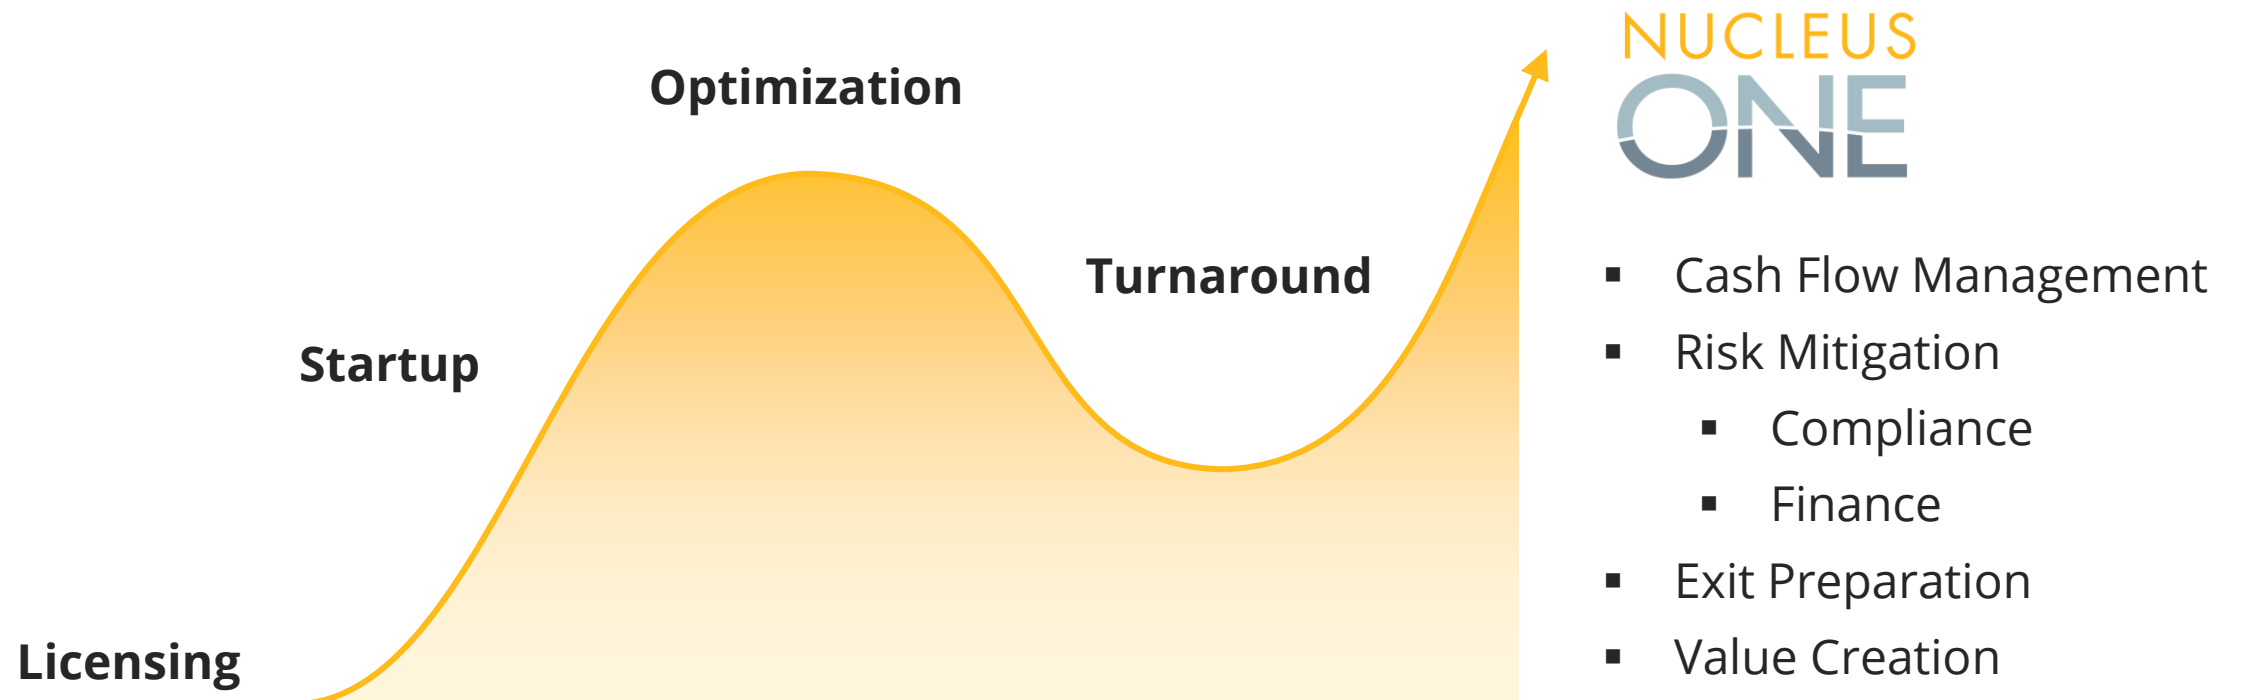 NUCLEUS
ONE
Optimization
Turnaround
Startup
Licensing
▪ Cash Flow Management
▪ Risk Mitigation
▪ Compliance
▪ Finance
▪ Exit Preparation
▪ Value Creation